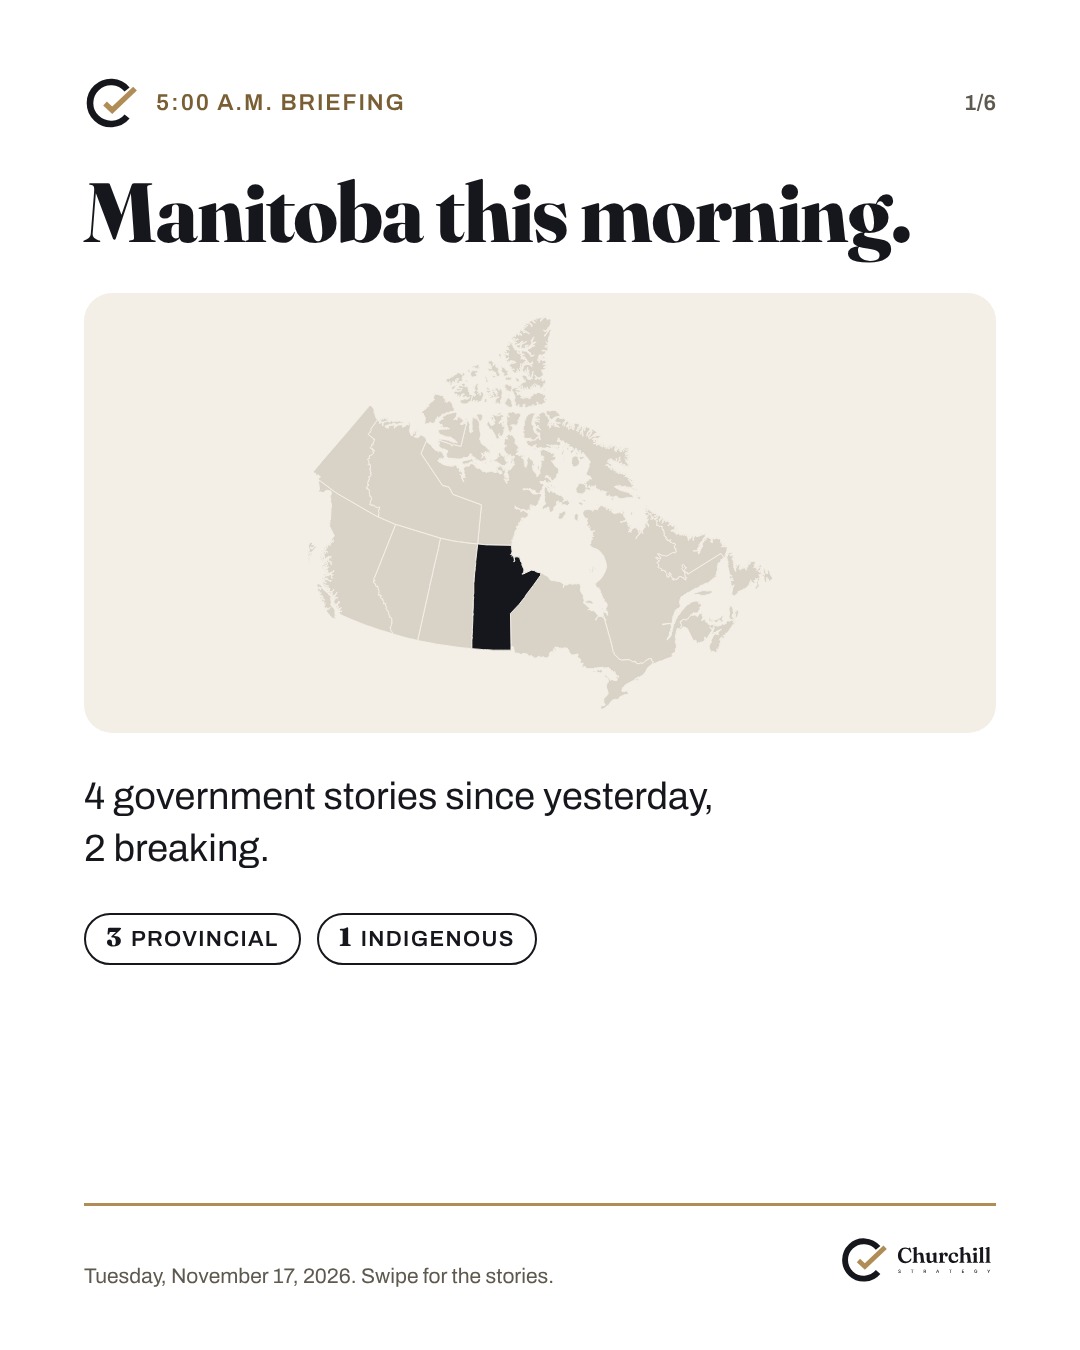 5:00 A.M. BRIEFING
1/6
Manitoba this morning.
4 government stories since yesterday,
2 breaking.
3 PROVINCIAL
1 INDIGENOUS
Tuesday, November 17, 2026. Swipe for the stories.
Churchill
STRATEGY